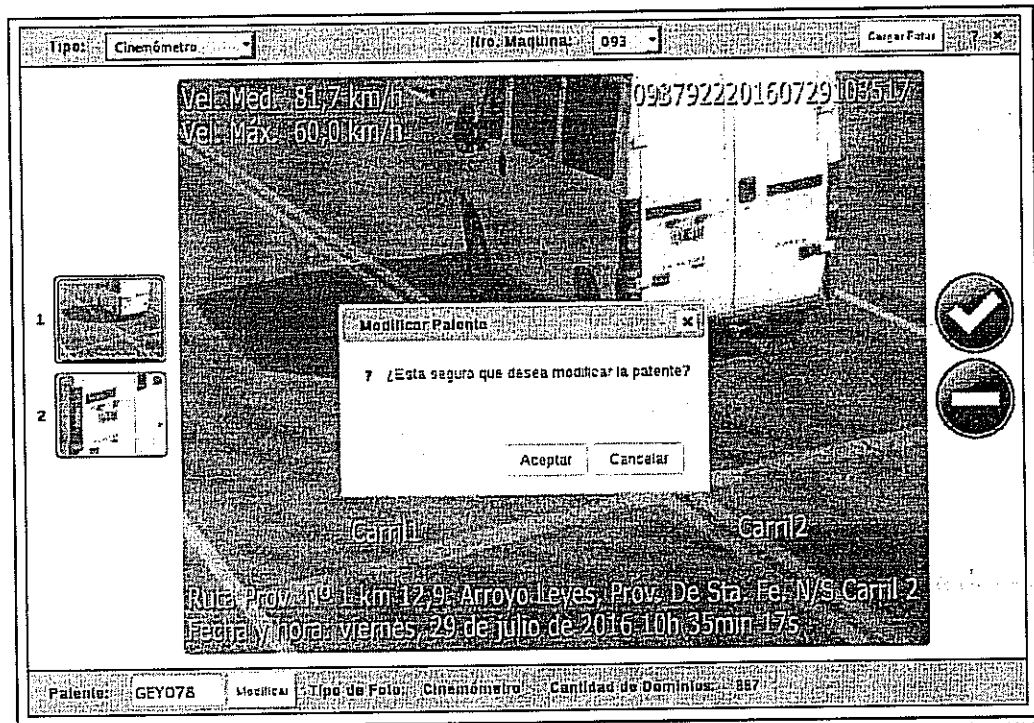 Tipo: Cinemómetro Nro. Maquina: 093 Cargar Fotos ? x
Vel. Med.: 81,7 km/h 0937922220160729103517
Vel. Máx.: 60,0 km/h
1
Modificar Patente x
? ¿Esta seguro que desea modificar la patente?
2
Aceptar Cancelar
Carril1 Carril2
Ruta Prov. nº 1 km 12,9. Arroyo Leyes. Prov. De Sta. Fe. N/S Carril 2
Fecha y hora: viernes, 29 de julio de 2016 10h 35min 17s
Patente: GEY078 Modificar Tipo de Foto: Cinemómetro Cantidad de Dominios: 867